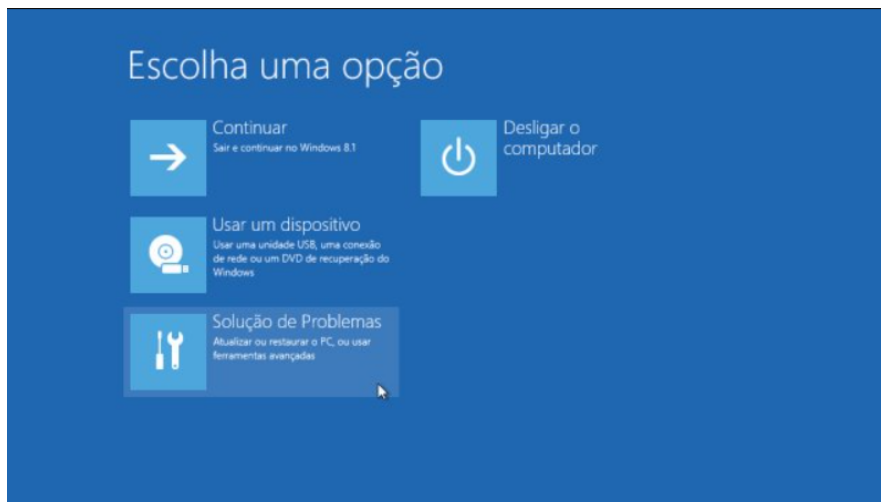 Escolha uma opção
Continuar
Sair e continuar no Windows 8.1
Desligar o
computador
Usar um dispositivo
Usar uma unidade USB, uma conexão
de rede ou um DVD de recuperação do
Windows
Solução de Problemas
Atualizar ou restaurar o PC, ou usar
ferramentas avançadas